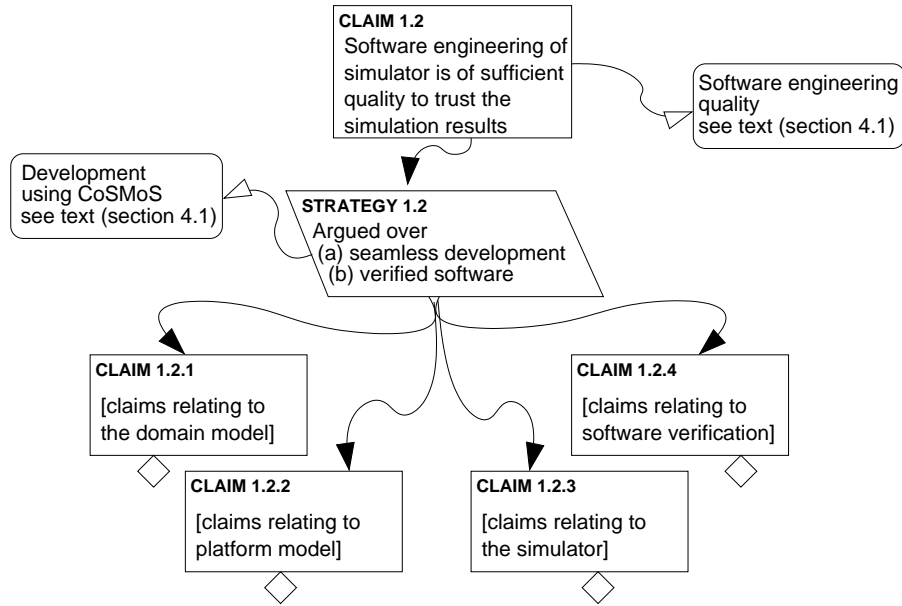 CLAIM 1.2
Software engineering of
simulator is of sufficient
quality to trust the
simulation results
Software engineering
quality
see text (section 4.1)
Development
using CoSMoS
see text (section 4.1)
STRATEGY 1.2
Argued over
(a) seamless development
(b) verified software
CLAIM 1.2.1
[claims relating to
the domain model]
CLAIM 1.2.4
[claims relating to
software verification]
CLAIM 1.2.2
[claims relating to
platform model]
CLAIM 1.2.3
[claims relating to
the simulator]